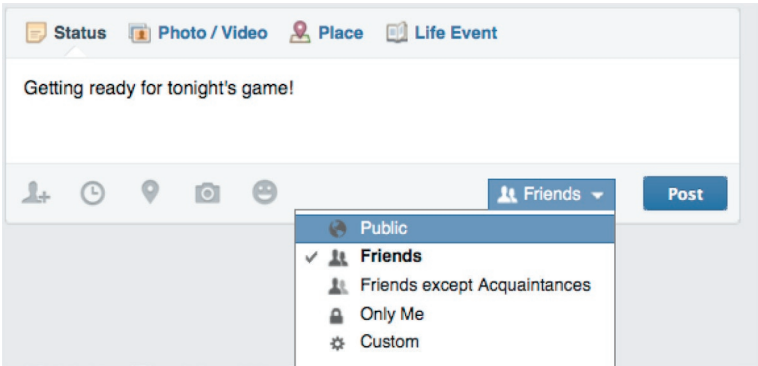 Status Photo / Video Place Life Event
Getting ready for tonight's game!
Friends Post
Public
Friends
Friends except Acquaintances
Only Me
Custom